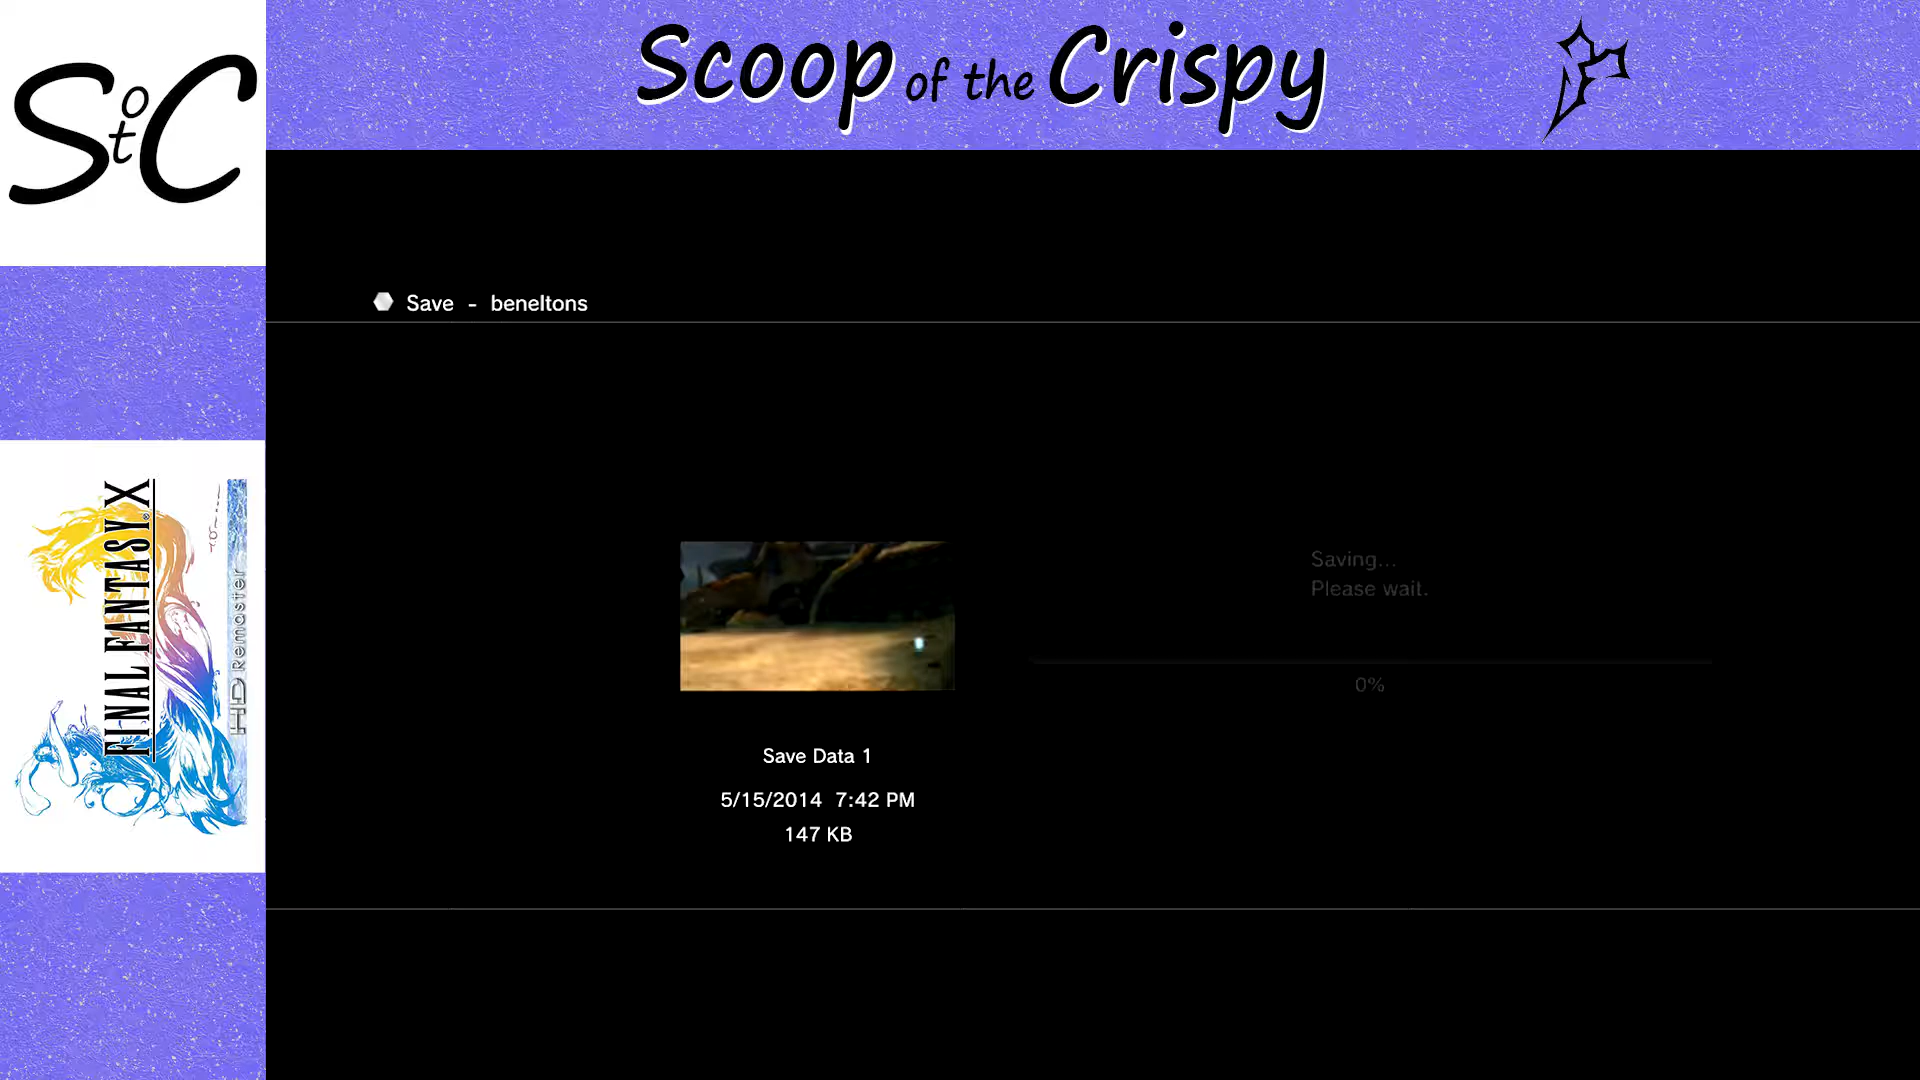 Scoop of the Crispy
SotC
Save - beneltons
FINAL FANTASY X
HD Remaster
Saving...
Please wait.
0%
Save Data 1
5/15/2014 7:42 PM
147 KB